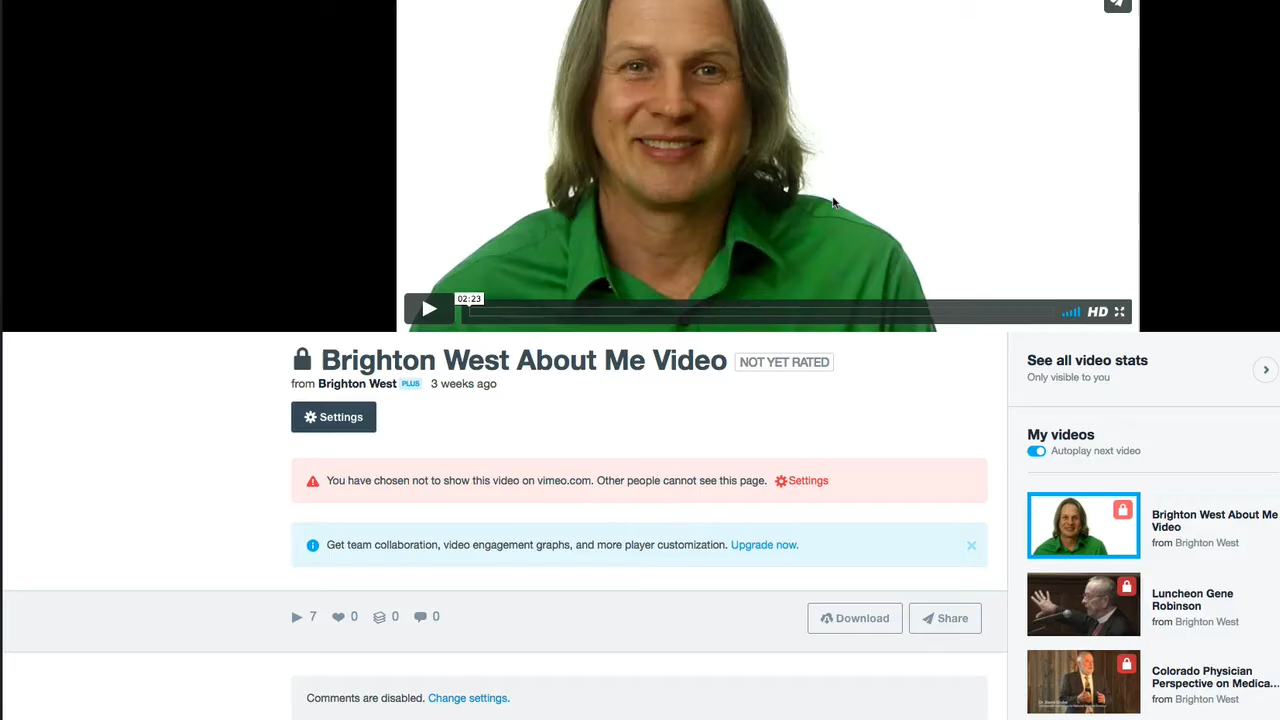 02:23
HD
Brighton West About Me Video NOT YET RATED
from Brighton West PLUS 3 weeks ago
Settings
You have chosen not to show this video on vimeo.com. Other people cannot see this page. Settings
Get team collaboration, video engagement graphs, and more player customization. Upgrade now.
7 0 0 0
Download Share
Comments are disabled. Change settings.
See all video stats
Only visible to you
My videos
Autoplay next video
Brighton West About Me
Video
from Brighton West
Luncheon Gene
Robinson
from Brighton West
Colorado Physician
Perspective on Medica...
from Brighton West